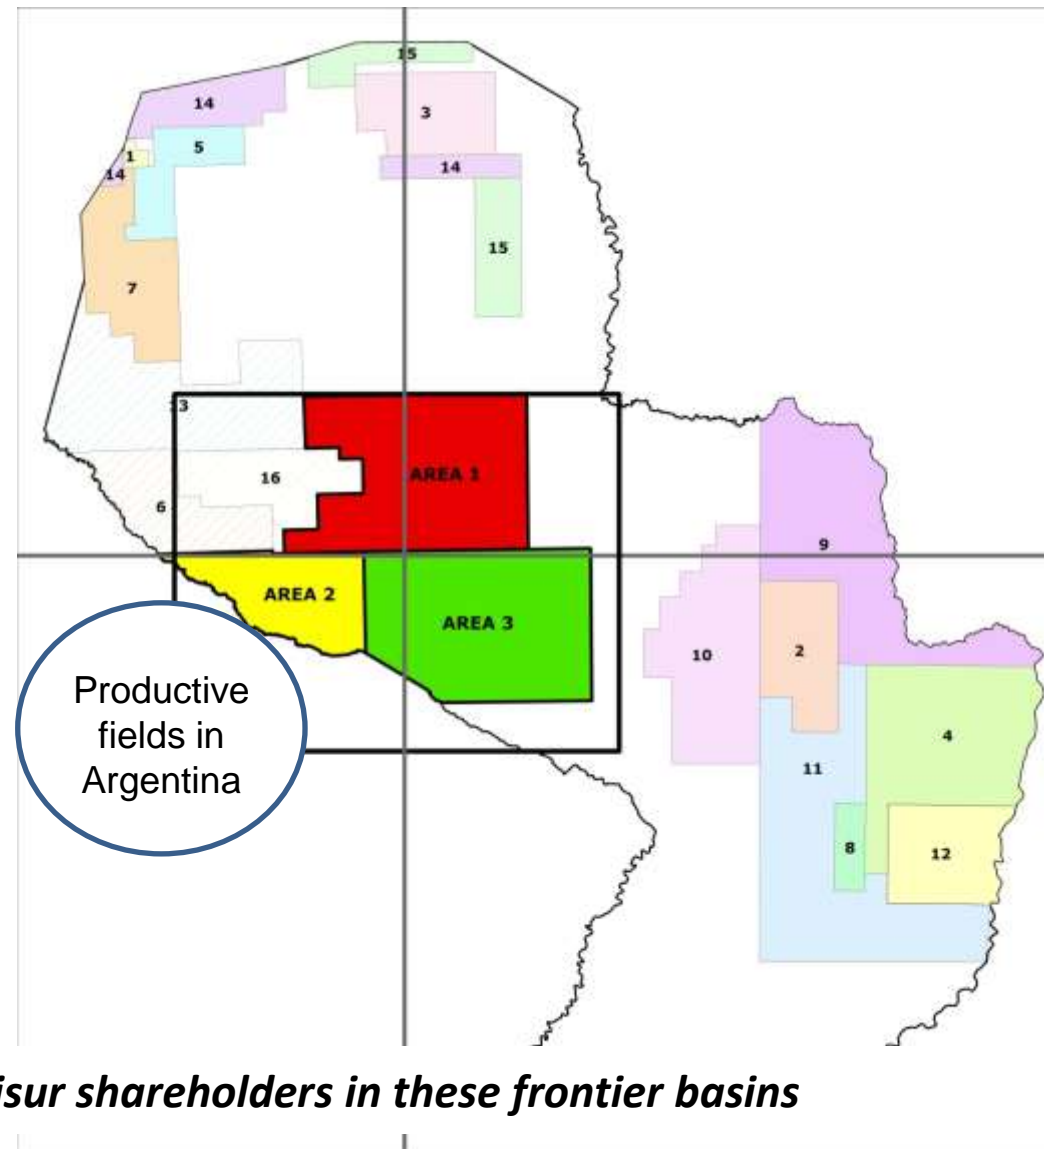 15
14
3
5
1
14
14
15
7
13
16
AREA 1
6
9
AREA 2
AREA 3
2
10
Productive
fields in
Argentina
4
11
8
12
isur shareholders in these frontier basins